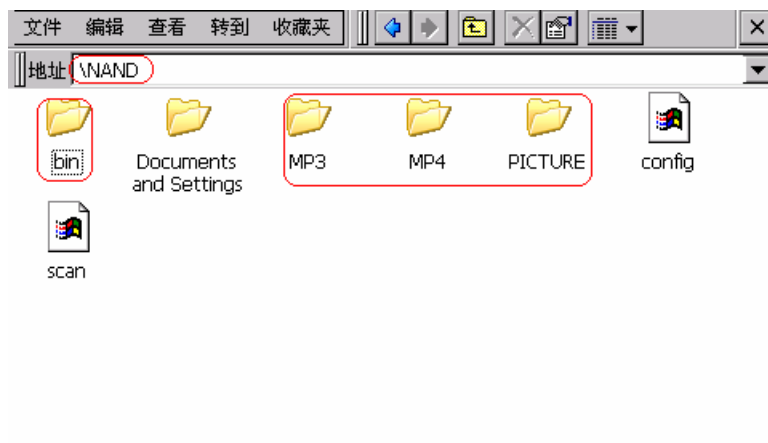 文件 编辑 查看 转到 收藏夹
地址 \NAND
bin Documents and Settings MP3 MP4 PICTURE config
scan